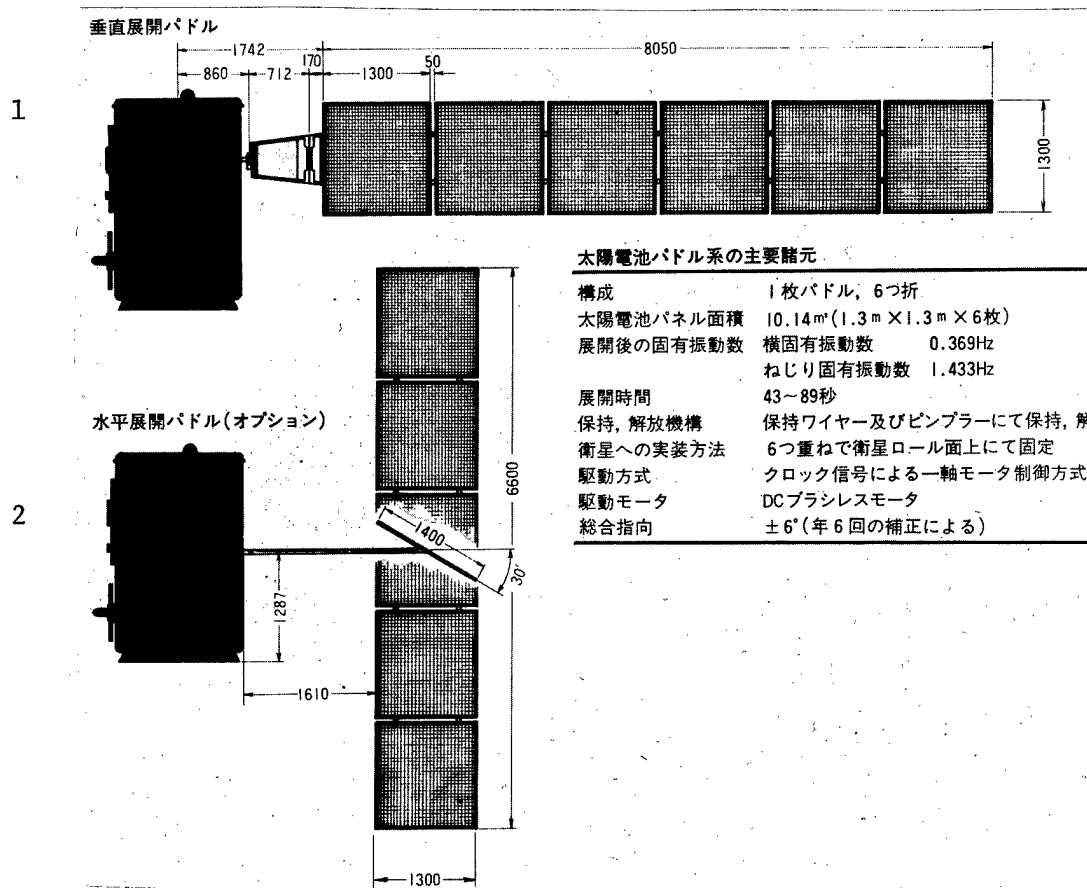 垂直展開パドル
1742
8050
170
50
860
712
1300
1
1300
太陽電池パドル系の主要諸元
構成 1枚パドル, 6つ折
太陽電池パネル面積 10.14㎡(1.3m×1.3m×6枚)
展開後の固有振動数 横固有振動数 0.369Hz
ねじり固有振動数 1.433Hz
展開時間 43~89秒
保持, 解放機構 保持ワイヤー及びピンプラーにて保持, 解
衛星への実装方法 6つ重ねで衛星ロール面上にて固定
駆動方式 クロック信号による一軸モータ制御方式
駆動モータ DCブラシレスモータ
総合指向 ±6°(年6回の補正による)
水平展開パドル(オプション)
2
6600
1400
30°
1287
1610
1300